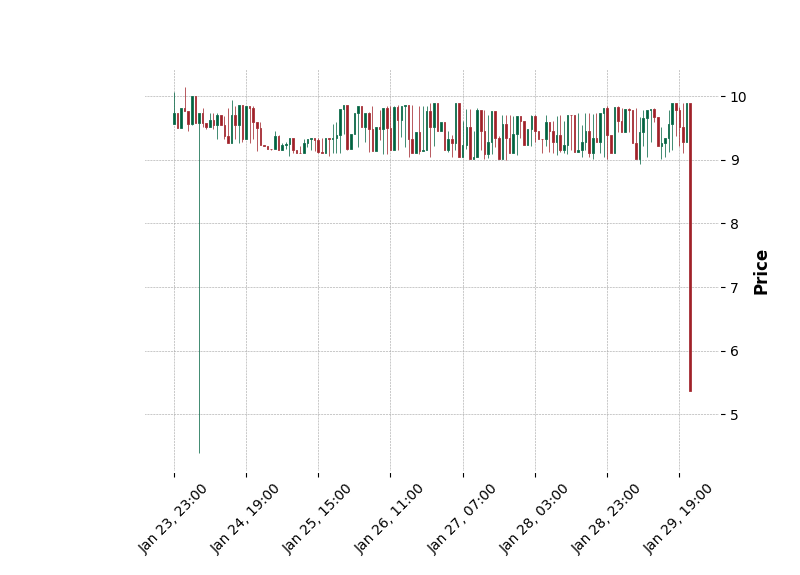 10
9
8
7
6
5
Price
Jan 23, 23:00
Jan 24, 19:00
Jan 25, 15:00
Jan 26, 11:00
Jan 27, 07:00
Jan 28, 03:00
Jan 28, 23:00
Jan 29, 19:00